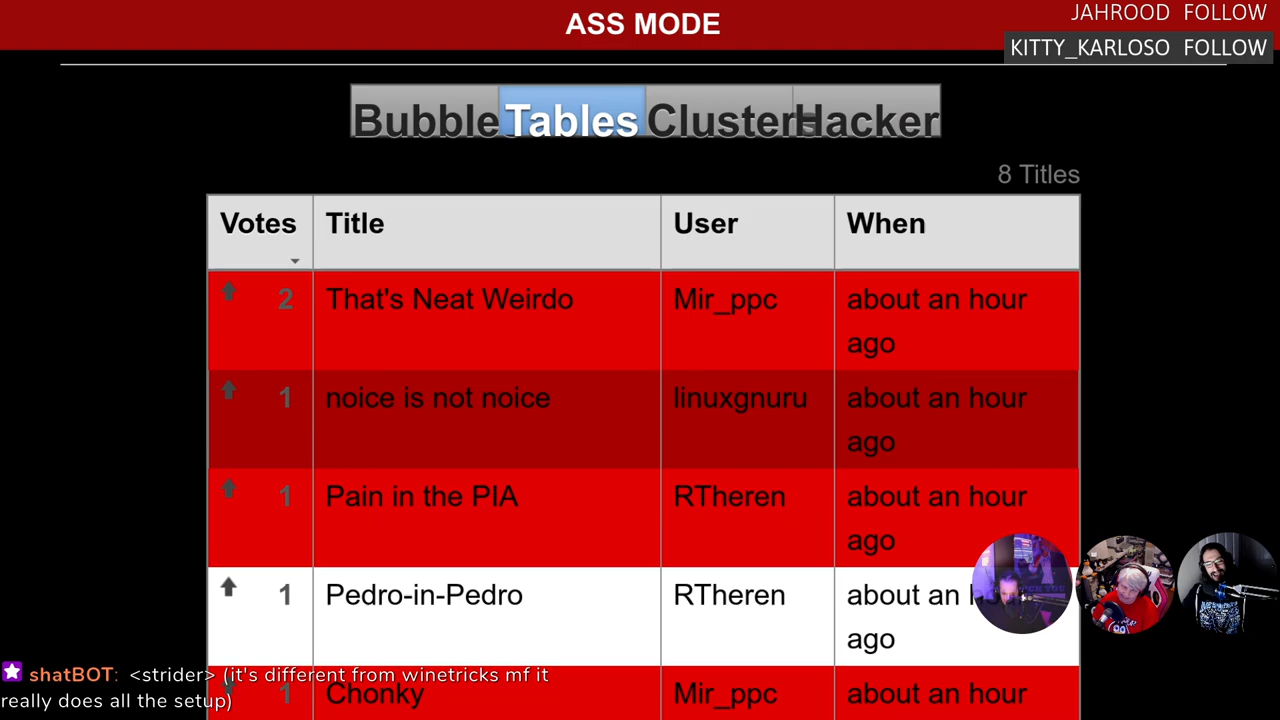 ASS MODE
JAHROOD FOLLOW
KITTY_KARLOSO FOLLOW
Bubble Tables Clusters Hacker
8 Titles
Votes Title User When
2 That's Neat Weirdo Mir_ppc about an hour
ago
1 noice is not noice linuxgnuru about an hour
ago
1 Pain in the PIA RTheren about an hour
ago
1 Pedro-in-Pedro RTheren about an
ago
1 Chonky Mir_ppc about an hour
shatBOT: <strider> (it's different from winetricks mf it
really does all the setup)